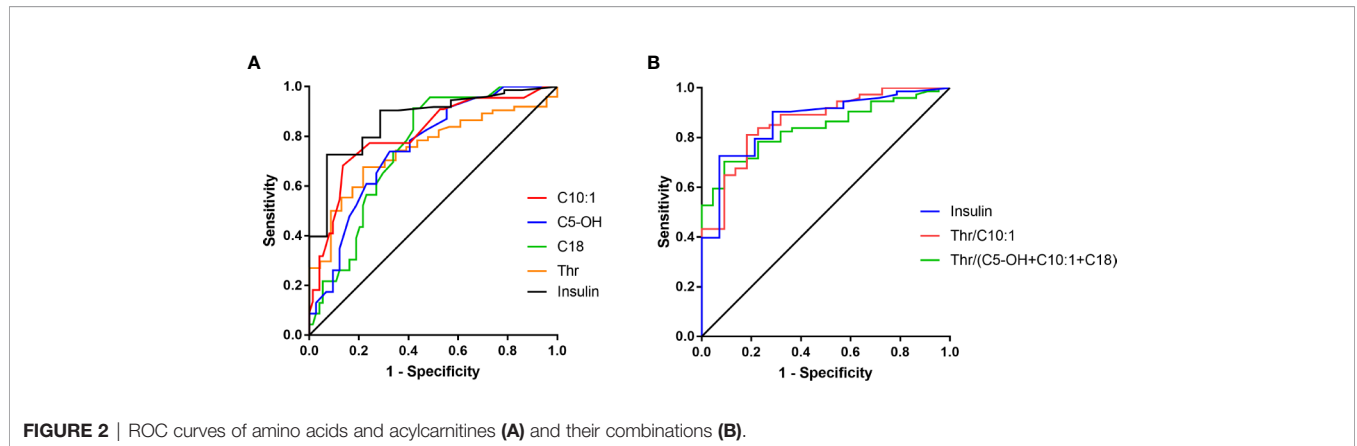 A
Sensitivity
1.0
0.8
0.6
0.4
0.2
0.0
0.0 0.2 0.4 0.6 0.8 1.0
1 - Specificity
C10:1
C5-OH
C18
Thr
Insulin
B
Sensitivity
1.0
0.8
0.6
0.4
0.2
0.0
0.0 0.2 0.4 0.6 0.8 1.0
1 - Specificity
Insulin
Thr/C10:1
Thr/(C5-OH+C10:1+C18)
FIGURE 2 | ROC curves of amino acids and acylcarnitines (A) and their combinations (B).